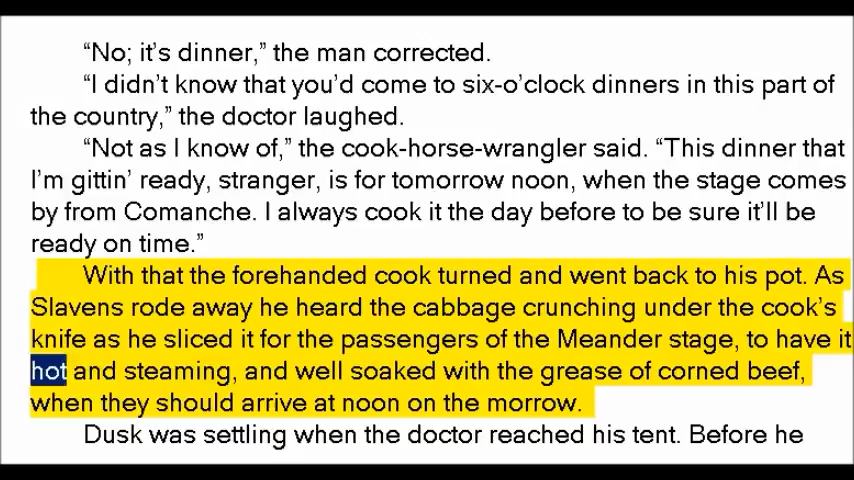 “No; it’s dinner,” the man corrected.
“I didn’t know that you’d come to six-o’clock dinners in this part of
the country,” the doctor laughed.
“Not as I know of,” the cook-horse-wrangler said. “This dinner that
I’m gittin’ ready, stranger, is for tomorrow noon, when the stage comes
by from Comanche. I always cook it the day before to be sure it’ll be
ready on time.”
With that the forehanded cook turned and went back to his pot. As
Slavens rode away he heard the cabbage crunching under the cook’s
knife as he sliced it for the passengers of the Meander stage, to have it
hot and steaming, and well soaked with the grease of corned beef,
when they should arrive at noon on the morrow.
Dusk was settling when the doctor reached his tent. Before he